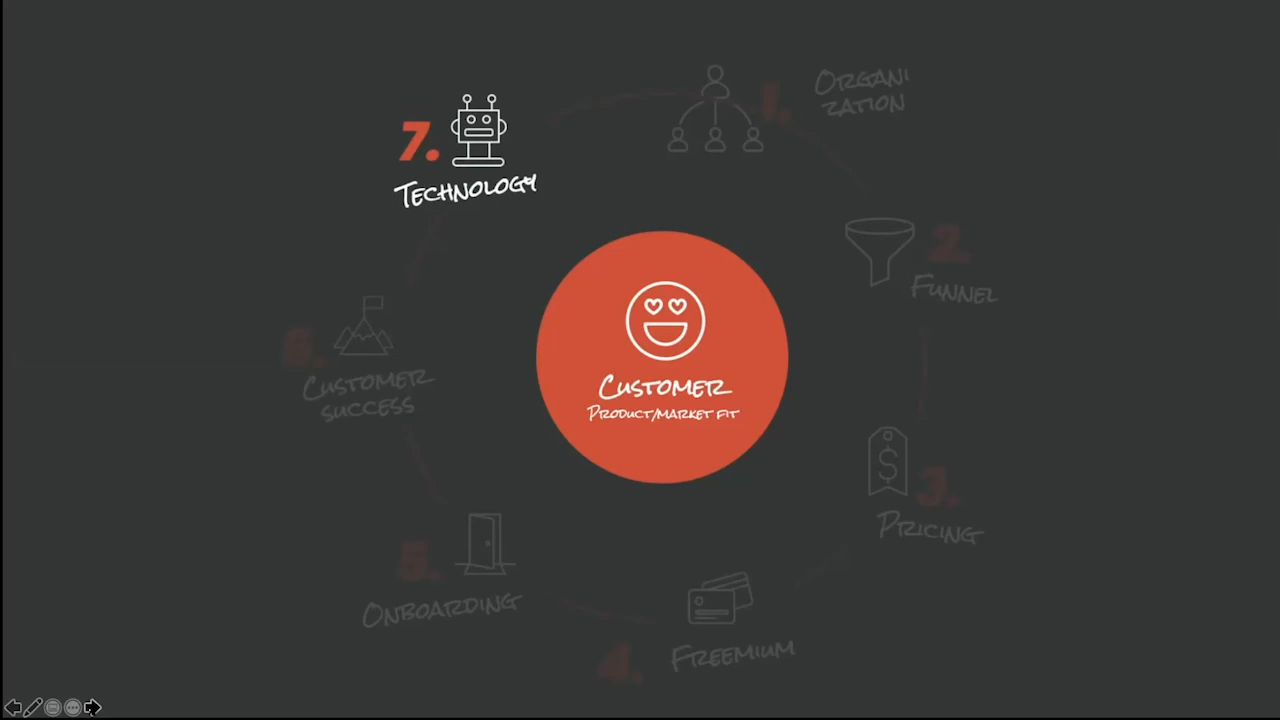 7.
TECHNOLOGY
1.
ORGANI
ZATION
2.
FUNNEL
3.
PRICING
4.
FREEMIUM
5.
ONBOARDING
6.
CUSTOMER
SUCCESS
CUSTOMER
PRODUCT/MARKET FIT
$